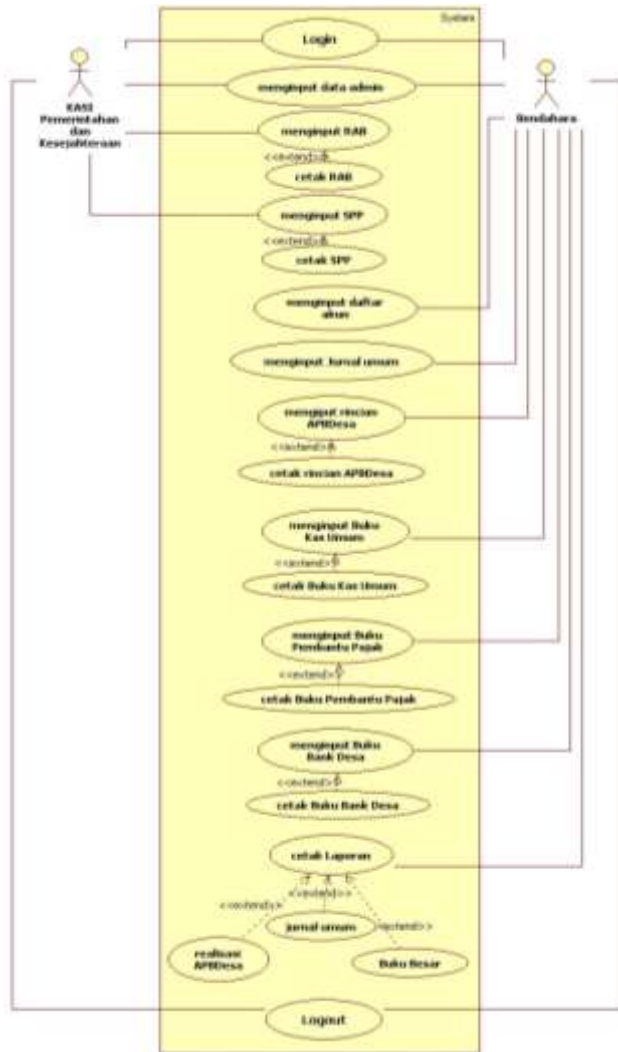 System
Login
KASI
Pemerintahan
dan
Kesejahteraan
Bendahara
menginput data admin
menginput RAB
<<extend>>
cetak RAB
menginput SPP
<<extend>>
cetak SPP
menginput daftar
akun
menginput Jurnal umum
mengiput rincian
APBDesa
<<extend>>
cetak rincian APBDesa
menginput Buku
Kas Umum
<<extend>>
cetak Buku Kas Umum
menginput Buku
Pembantu Pajak
<<extend>>
cetak Buku Pembantu Pajak
menginput Buku
Bank Desa
<<extend>>
cetak Buku Bank Desa
cetak Laporan
<<extend>>
<<extend>>
<<extend>>
jurnal umum
realisasi
APBDesa
Buku Besar
Logout